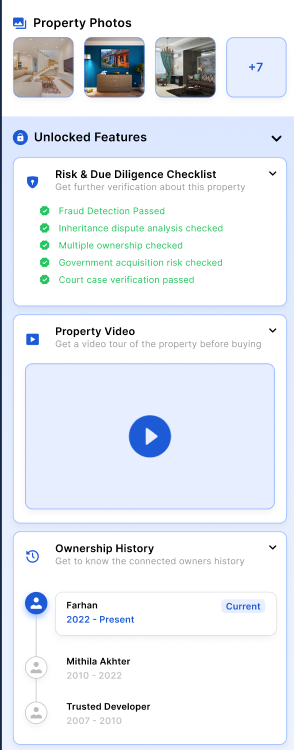 Property Photos
+7
Unlocked Features
Risk & Due Diligence Checklist
Get further verification about this property
Fraud Detection Passed
Inheritance dispute analysis checked
Multiple ownership checked
Government acquisition risk checked
Court case verification passed
Property Video
Get a video tour of the property before buying
Ownership History
Get to know the connected owners history
Farhan
Current
2022 - Present
Mithila Akhter
2010 - 2022
Trusted Developer
2007 - 2010